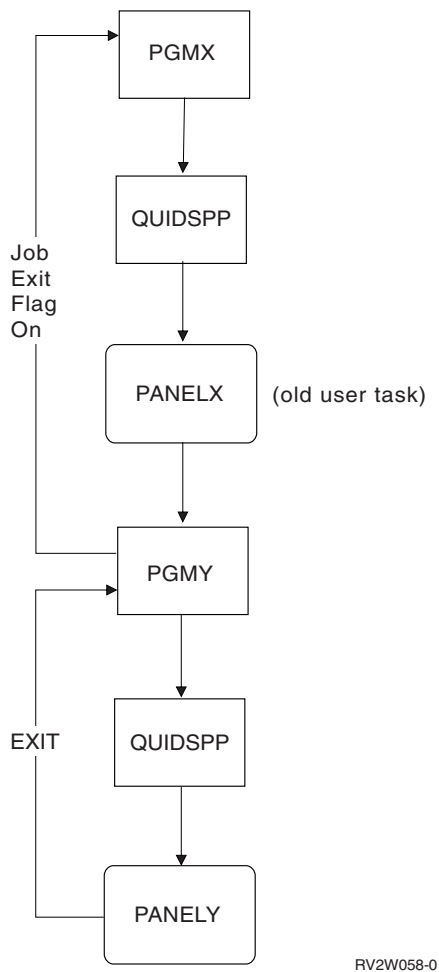 PGMX
QUIDSPP
Job
Exit
Flag
On
PANELX
(old user task)
PGMY
QUIDSPP
EXIT
PANELY
RV2W058-0